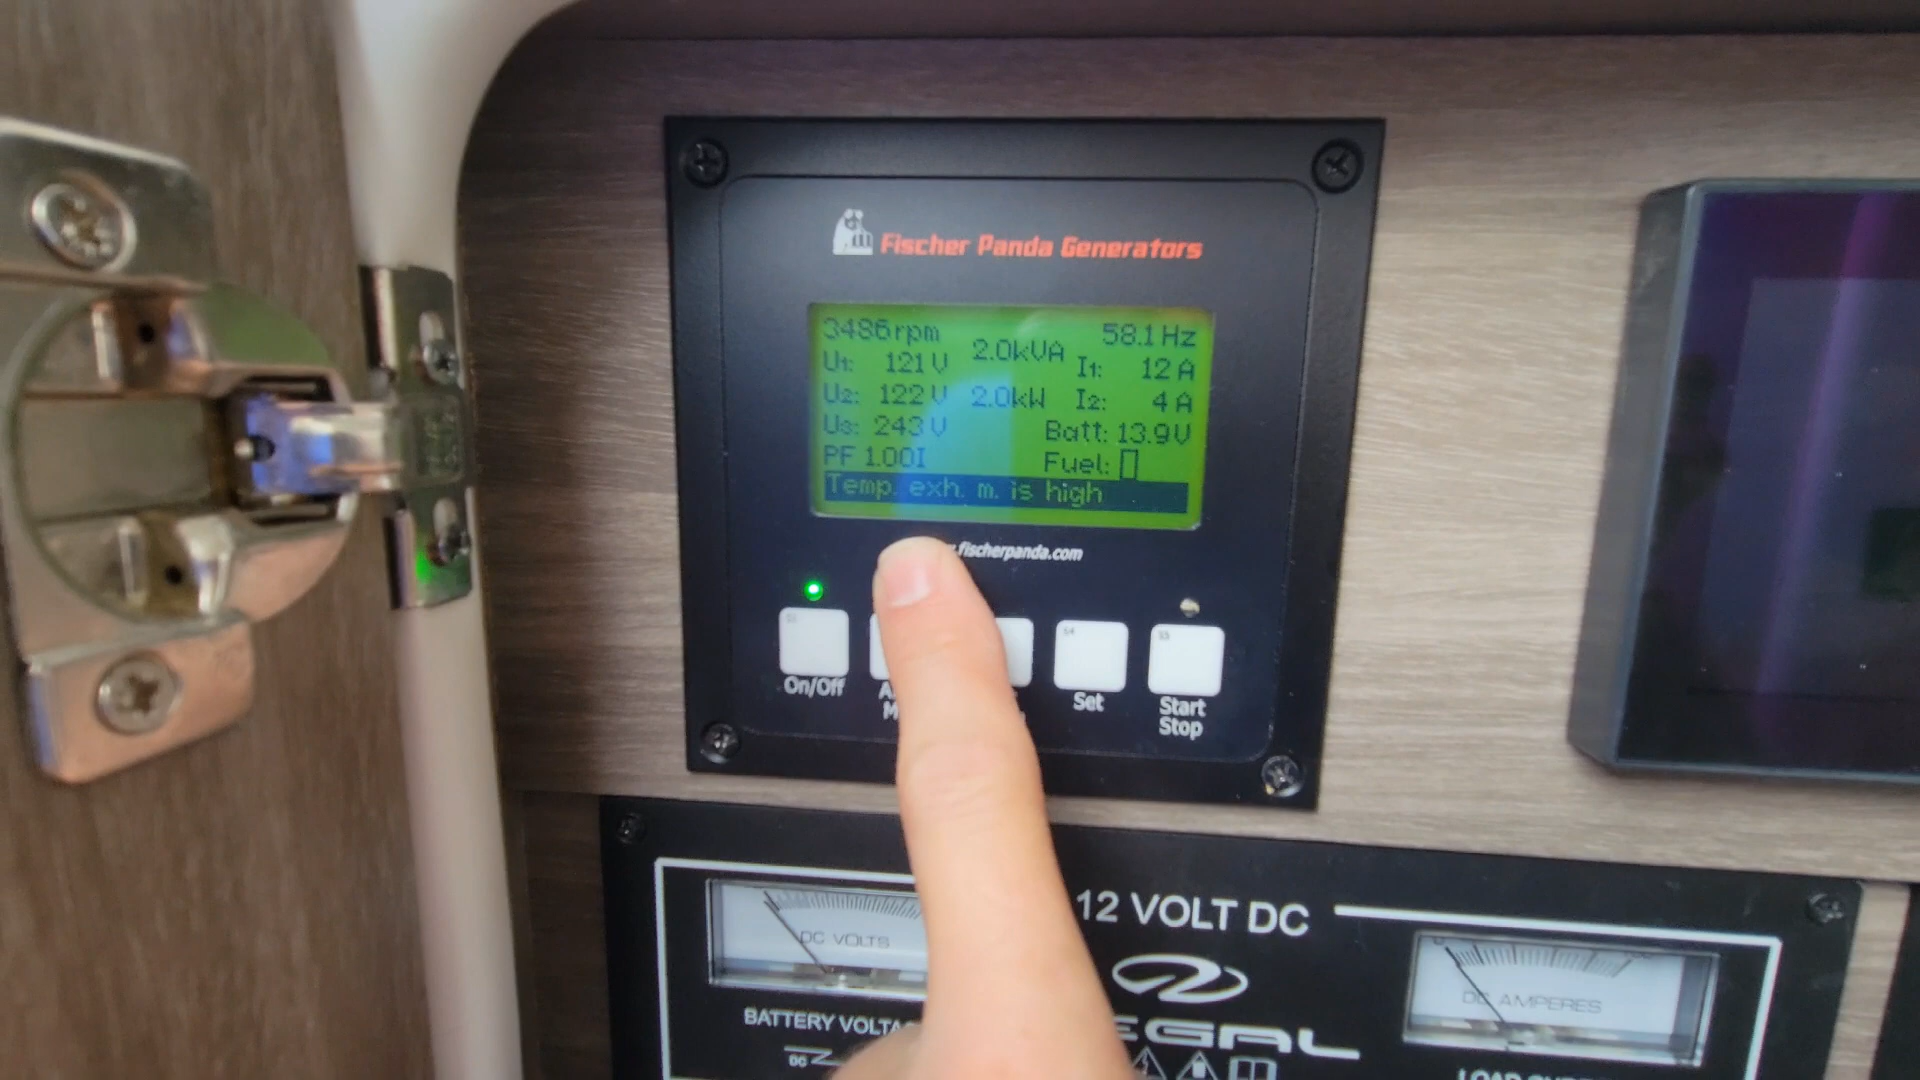 Fischer Panda Generators
3486rpm 58.1 Hz
2.0kVA
U1: 121 V I1: 12 A
U2: 122 V 2.0kW I2: 4 A
U3: 243 V Batt: 13.9V
PF 1.00I Fuel:
Temp. exh. m. is high
.fischerpanda.com
On/Off
Set
Start
Stop
12 VOLT DC
DC VOLTS
DC AMPERES
BATTERY
EGAL
DC